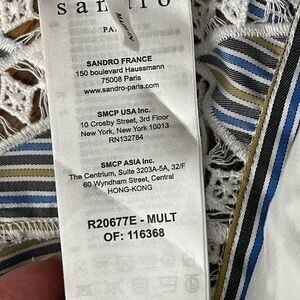 sandro
PA
SANDRO FRANCE
150 boulevard Haussmann
75008 Paris
www.sandro-paris.com
SMCP USA Inc.
10 Crosby Street, 3rd Floor
New York, New York 10013
RN132784
SMCP ASIA Inc.
The Centrium, Suite 3203A-5A, 32/F
60 Wyndham Street, Central
HONG-KONG
R20677E - MULT
OF: 116368